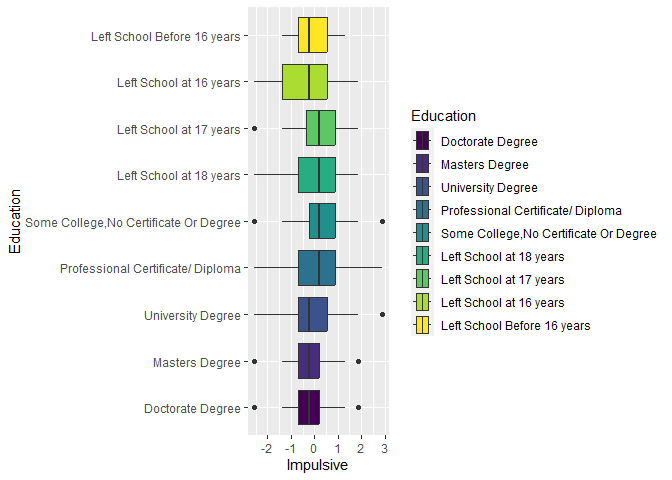 Left School Before 16 years
Left School at 16 years
Left School at 17 years
Left School at 18 years
Some College,No Certificate Or Degree
Professional Certificate/ Diploma
University Degree
Masters Degree
Doctorate Degree
Education
-2 -1 0 1 2 3
Impulsive
Education
Doctorate Degree
Masters Degree
University Degree
Professional Certificate/ Diploma
Some College,No Certificate Or Degree
Left School at 18 years
Left School at 17 years
Left School at 16 years
Left School Before 16 years